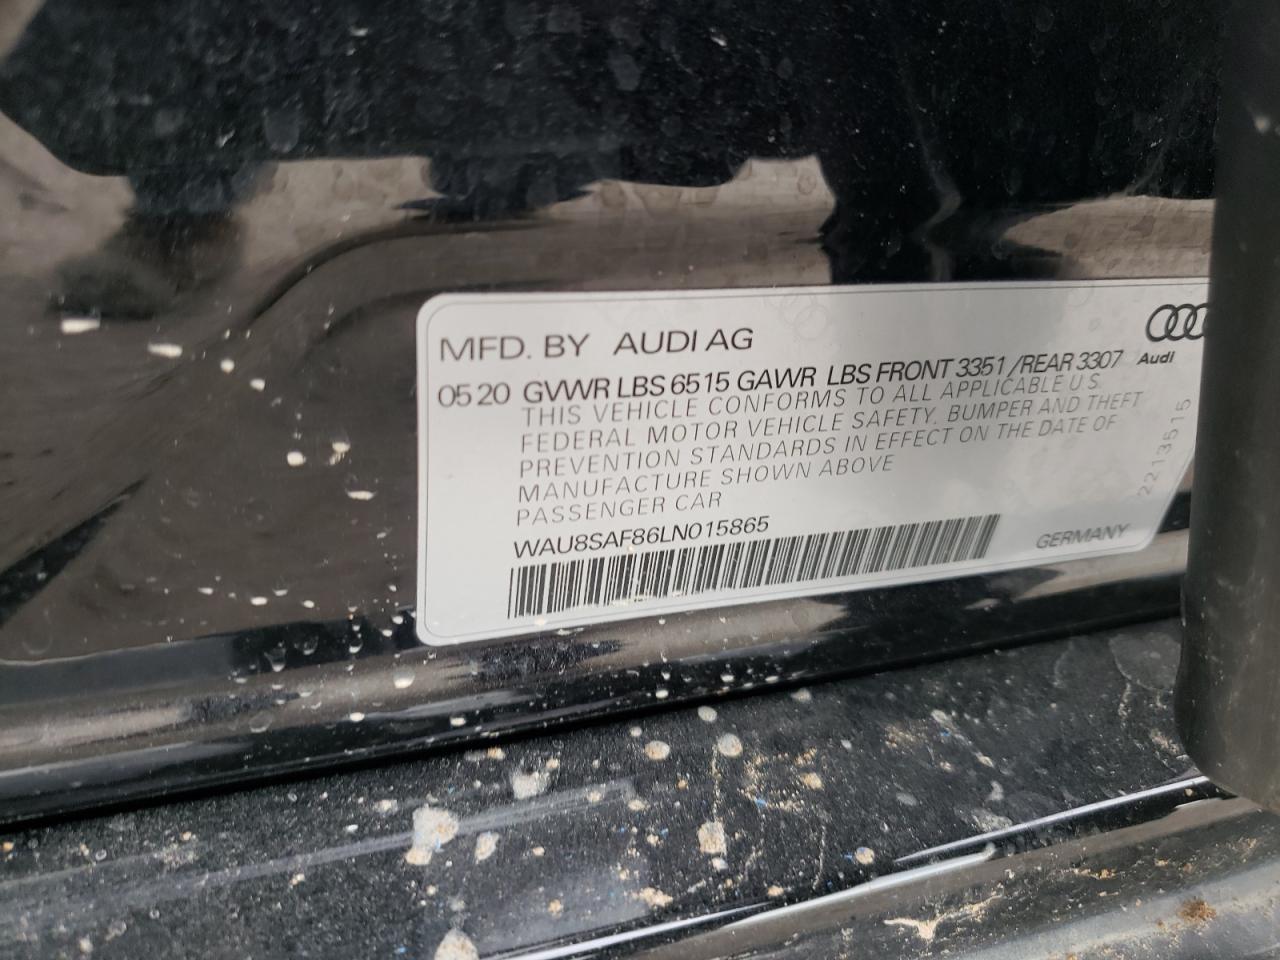 MFD. BY AUDI AG
Audi
05 20 GVWR LBS 6515 GAWR LBS FRONT 3351 /REAR 3307
THIS VEHICLE CONFORMS TO ALL APPLICABLE U.S.
FEDERAL MOTOR VEHICLE SAFETY, BUMPER AND THEFT
PREVENTION STANDARDS IN EFFECT ON THE DATE OF
MANUFACTURE SHOWN ABOVE
PASSENGER CAR
WAU8SAF86LN015865
GERMANY
2213515